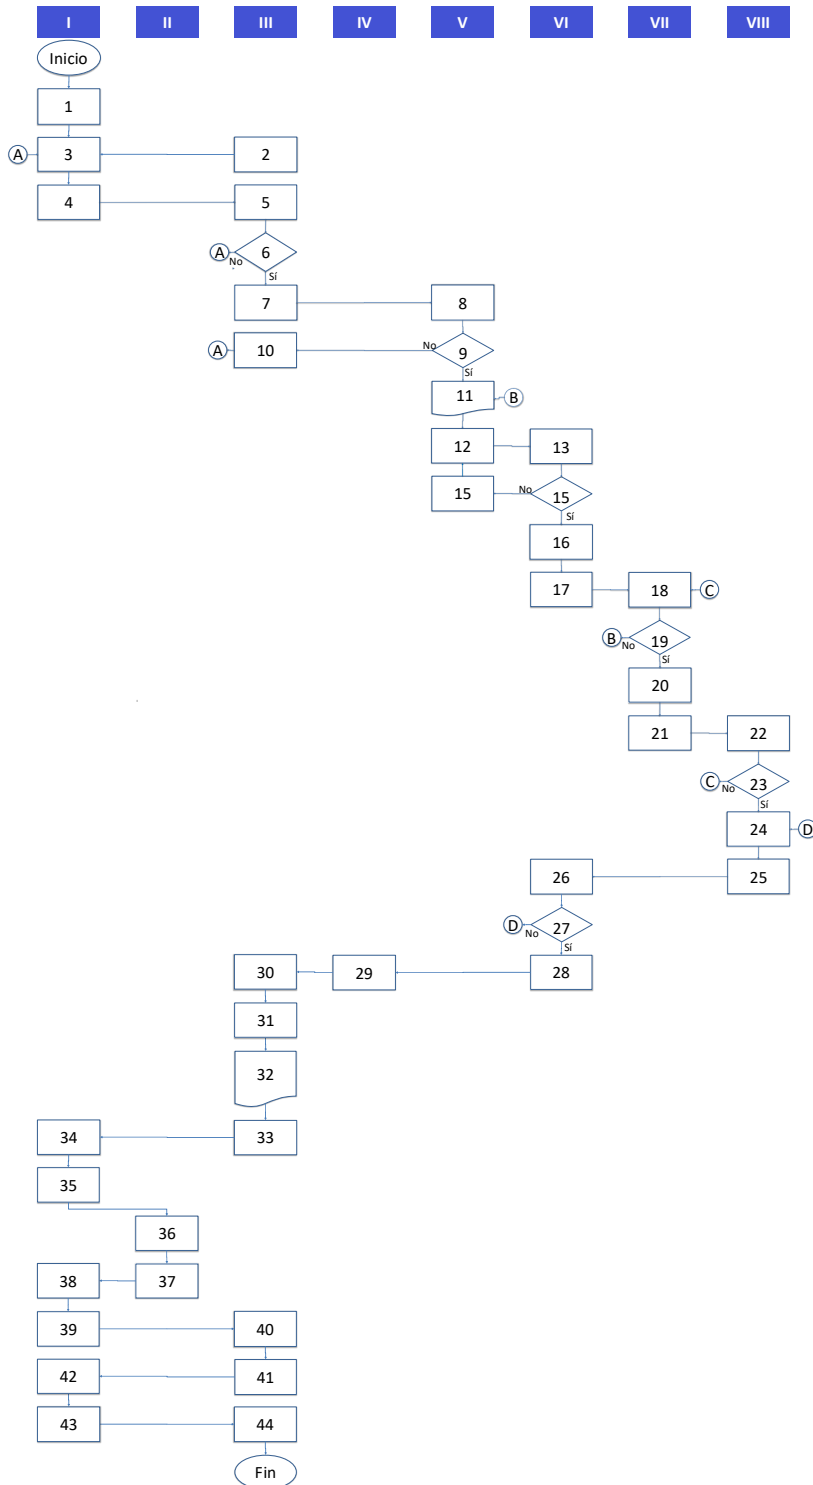 I II III IV V VI VII VIII
Inicio
1
A 3 2
4 5
A No 6
Sí
7 8
A 10 No 9
Sí
11 B
12 13
15 No 15
Sí
16
17 18 C
B No 19
Sí
20
21 22
C No 23
Sí
24 D
26 25
D No 27
Sí
30 29 28
31
32
34 33
35
36
38 37
39 40
42 41
43 44
Fin